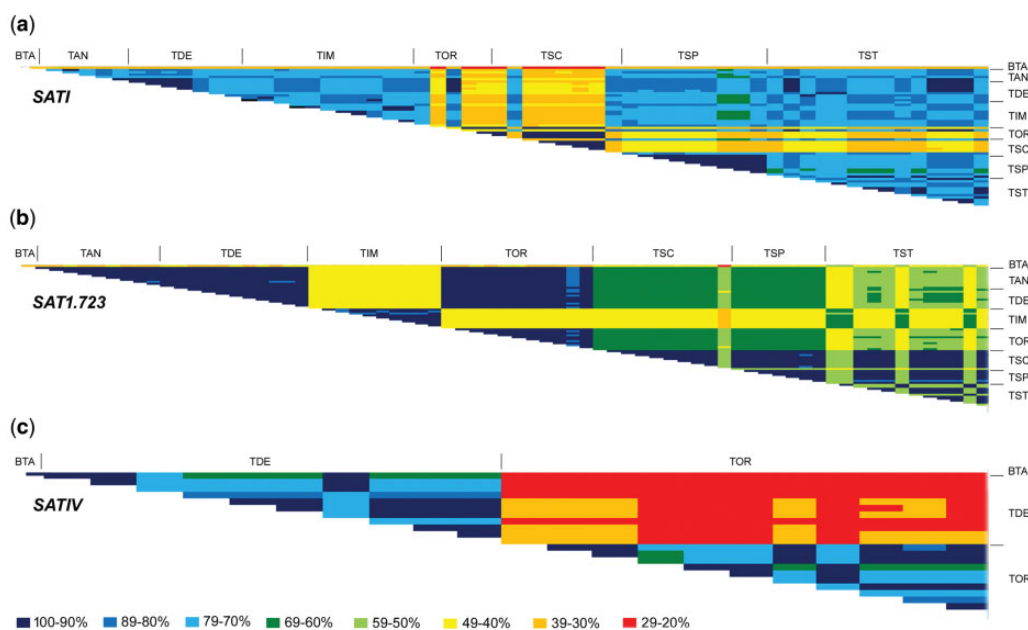 (a)
BTA TAN TDE TIM TOR TSC TSP TST
SATI
BTA
TAN
TDE
TIM
TOR
TSC
TSP
TST
(b)
BTA TAN TDE TIM TOR TSC TSP TST
SAT1.723
BTA
TAN
TDE
TIM
TOR
TSC
TSP
TST
(c)
BTA TDE TOR
SATIV
BTA
TDE
TOR
100-90% 89-80% 79-70% 69-60% 59-50% 49-40% 39-30% 29-20%